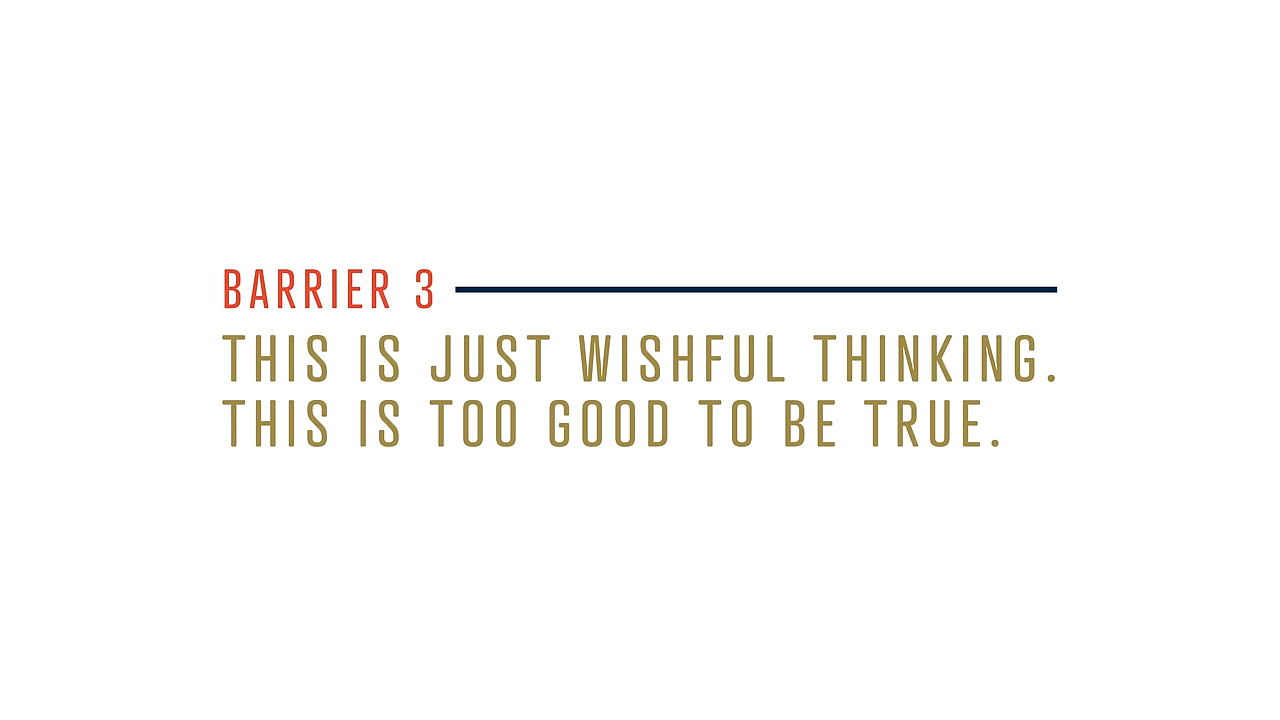 BARRIER 3
THIS IS JUST WISHFUL THINKING.
THIS IS TOO GOOD TO BE TRUE.